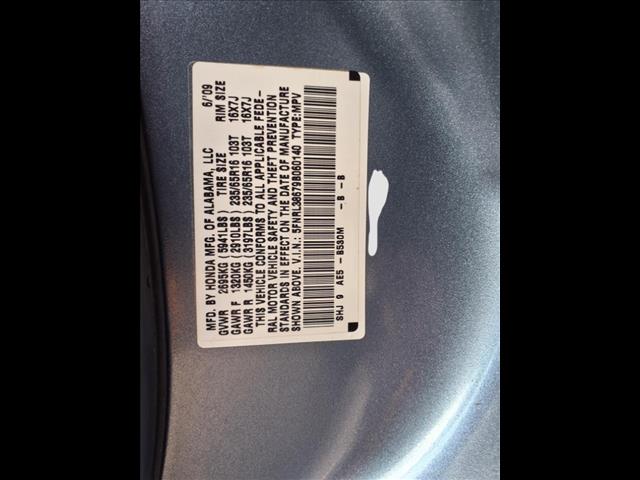 MFD. BY HONDA MFG. OF ALABAMA, LLC 6/'09
GVWR 2695KG (5941LBS) TIRE SIZE RIM SIZE
GAWR F 1320KG (2910LBS) 235/65R16 103T 16X7J
GAWR R 1450KG (3197LBS) 235/65R16 103T 16X7J
THIS VEHICLE CONFORMS TO ALL APPLICABLE FEDE-
RAL MOTOR VEHICLE SAFETY AND THEFT PREVENTION
STANDARDS IN EFFECT ON THE DATE OF MANUFACTURE
SHOWN ABOVE. V.I.N.: 5FNRL38679B060140 TYPE:MPV
SHJ 9 AE5 -B530M -B -B